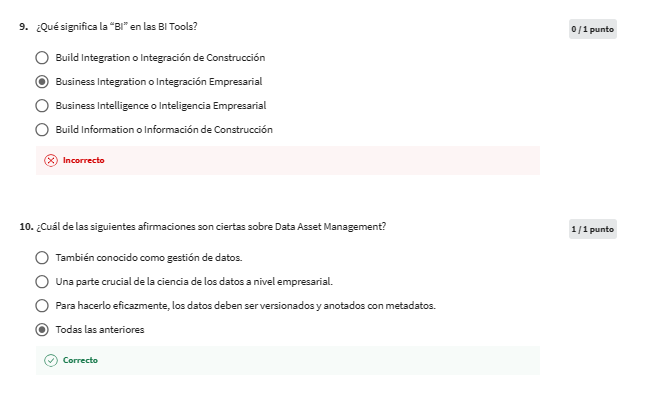 9. ¿Qué significa la “BI” en las BI Tools?
0 / 1 punto
Build Integration o Integración de Construcción
Business Integration o Integración Empresarial
Business Intelligence o Inteligencia Empresarial
Build Information o Información de Construcción
Incorrecto
10. ¿Cuál de las siguientes afirmaciones son ciertas sobre Data Asset Management?
1 / 1 punto
También conocido como gestión de datos.
Una parte crucial de la ciencia de los datos a nivel empresarial.
Para hacerlo eficazmente, los datos deben ser versionados y anotados con metadatos.
Todas las anteriores
Correcto